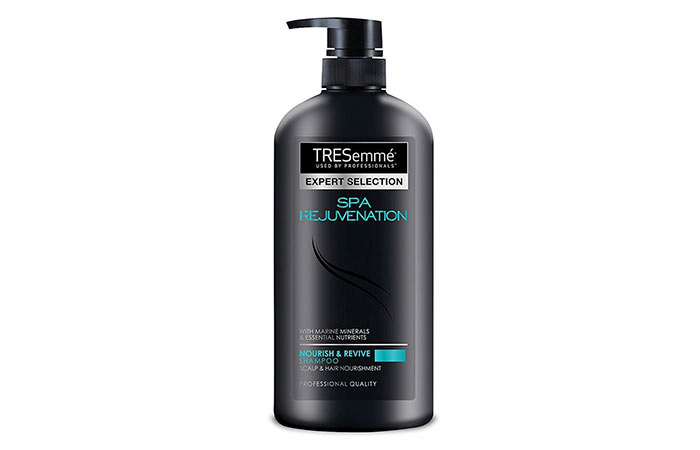 TRESemmé®
USED BY PROFESSIONALS™
EXPERT SELECTION
SPA
REJUVENATION
WITH MARINE MINERALS
& ESSENTIAL NUTRIENTS
NOURISH & REVIVE
SHAMPOO
SCALP & HAIR NOURISHMENT
PROFESSIONAL QUALITY